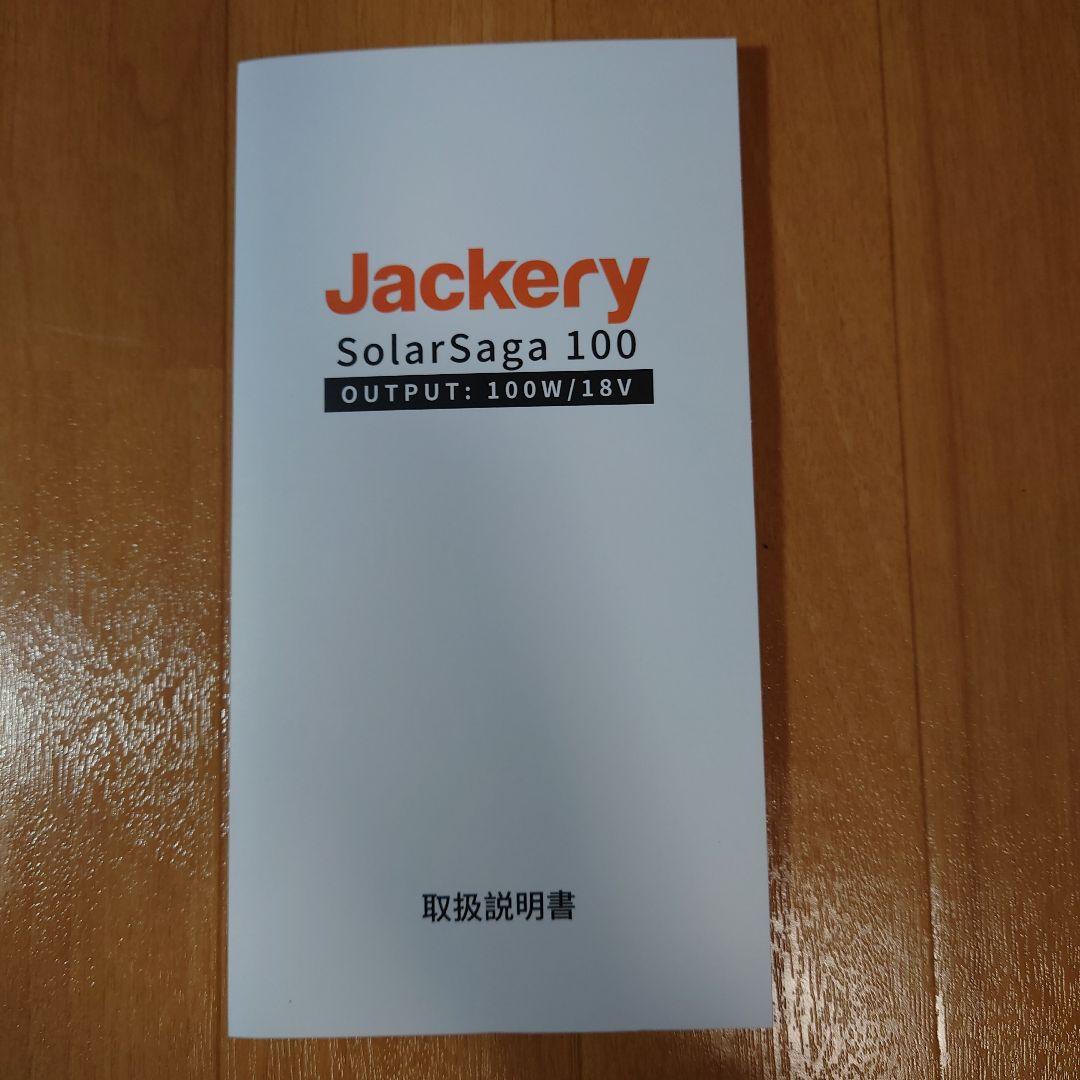 Jackery
SolarSaga 100
OUTPUT: 100W/18V
取扱説明書